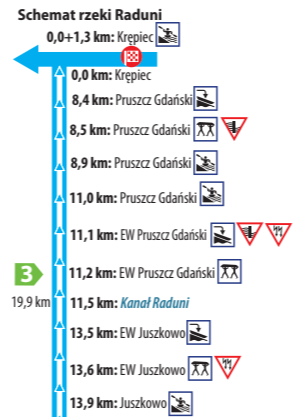 Schemat rzeki Raduni
0,0+1,3 km: Krępiec
0,0 km: Krępiec
8,4 km: Pruszcz Gdański
8,5 km: Pruszcz Gdański
8,9 km: Pruszcz Gdański
11,0 km: Pruszcz Gdański
11,1 km: EW Pruszcz Gdański
3
11,2 km: EW Pruszcz Gdański
19,9 km
11,5 km: Kanał Raduni
13,5 km: EW Juszkowo
13,6 km: EW Juszkowo
13,9 km: Juszkowo